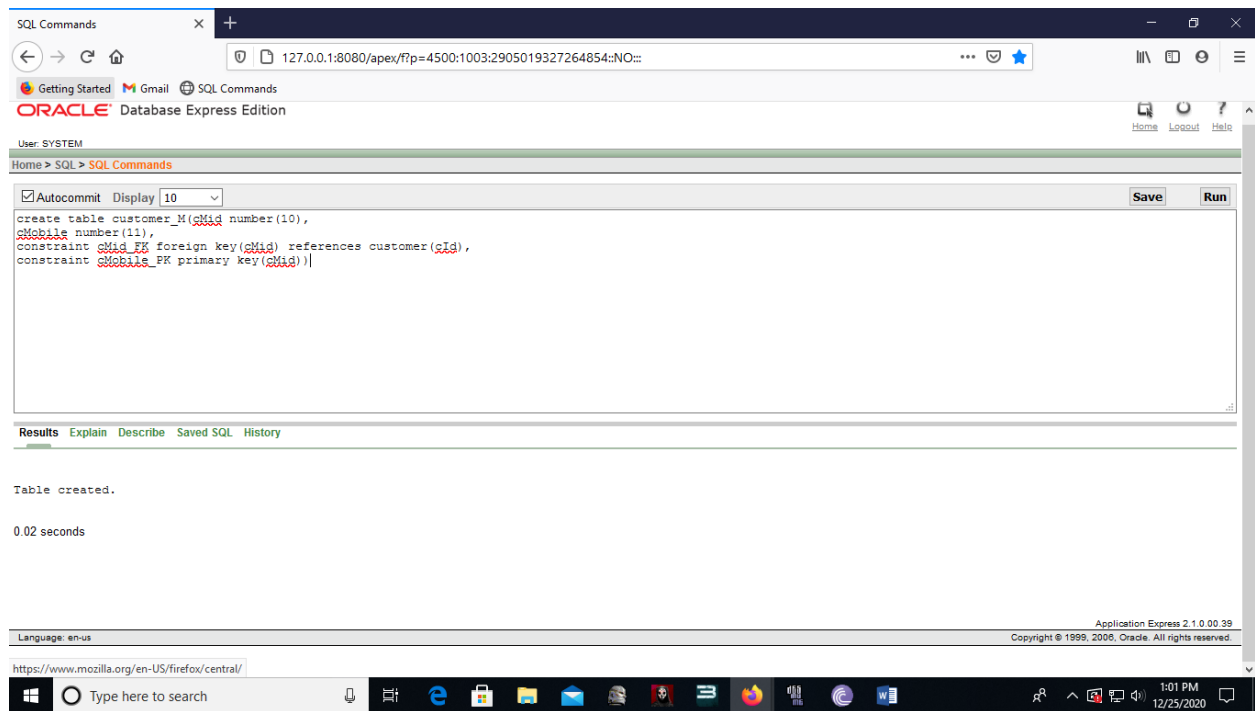 SQL Commands
127.0.0.1:8080/apex/f?p=4500:1003:2905019327264854::NO:::
Getting Started Gmail SQL Commands
ORACLE Database Express Edition
Home Logout Help
User: SYSTEM
Home > SQL > SQL Commands
Autocommit Display 10 Save Run
create table customer_M(cMid number(10),
cMobile number(11),
constraint cMid_FK foreign key(cMid) references customer(cId),
constraint cMobile_PK primary key(cMid))
Results Explain Describe Saved SQL History
Table created.
0.02 seconds
Application Express 2.1.0.00.39
Language: en-us Copyright © 1999, 2006, Oracle. All rights reserved.
https://www.mozilla.org/en-US/firefox/central/
Type here to search
1:01 PM
12/25/2020